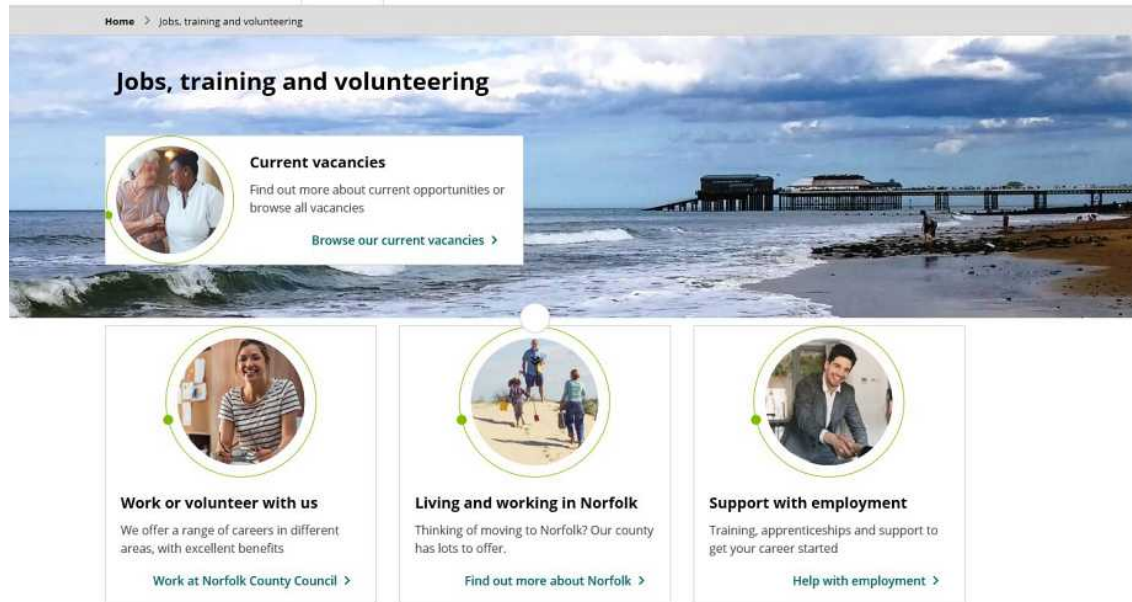 Home > Jobs, training and volunteering
Jobs, training and volunteering
Current vacancies
Find out more about current opportunities or
browse all vacancies
Browse our current vacancies >
Work or volunteer with us
We offer a range of careers in different
areas, with excellent benefits
Work at Norfolk County Council >
Living and working in Norfolk
Thinking of moving to Norfolk? Our county
has lots to offer.
Find out more about Norfolk >
Support with employment
Training, apprenticeships and support to
get your career started
Help with employment >